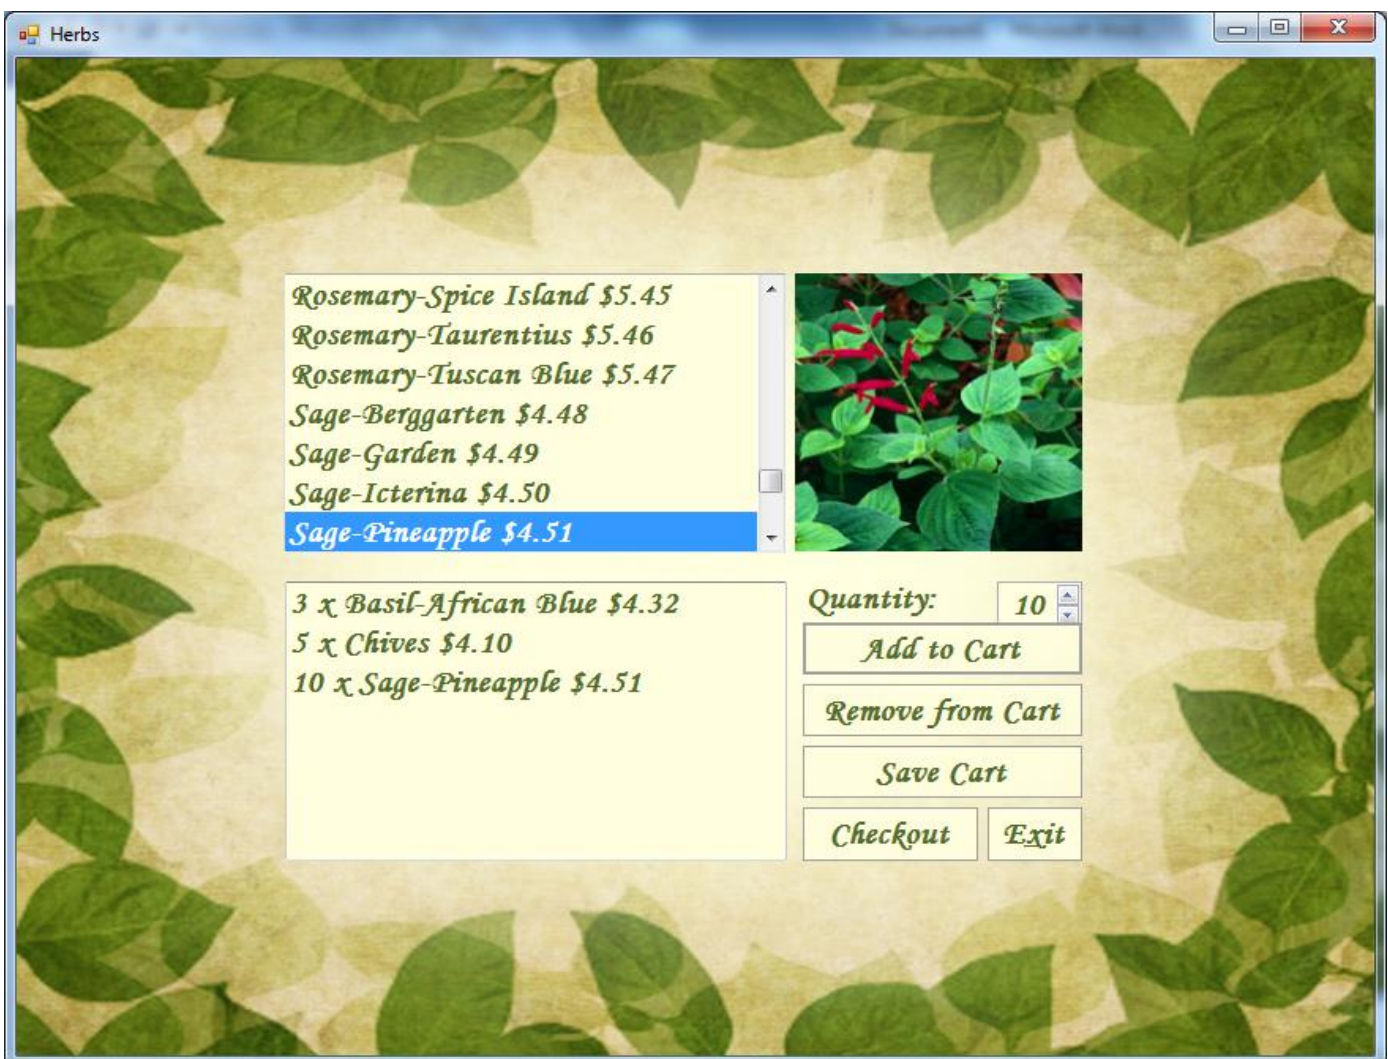 Herbs
Rosemary-Spice Island $5.45
Rosemary-Taurentius $5.46
Rosemary-Tuscan Blue $5.47
Sage-Berggarten $4.48
Sage-Garden $4.49
Sage-Icterina $4.50
Sage-Pineapple $4.51
3 x Basil-African Blue $4.32
5 x Chives $4.10
10 x Sage-Pineapple $4.51
Quantity: 10
Add to Cart
Remove from Cart
Save Cart
Checkout Exit